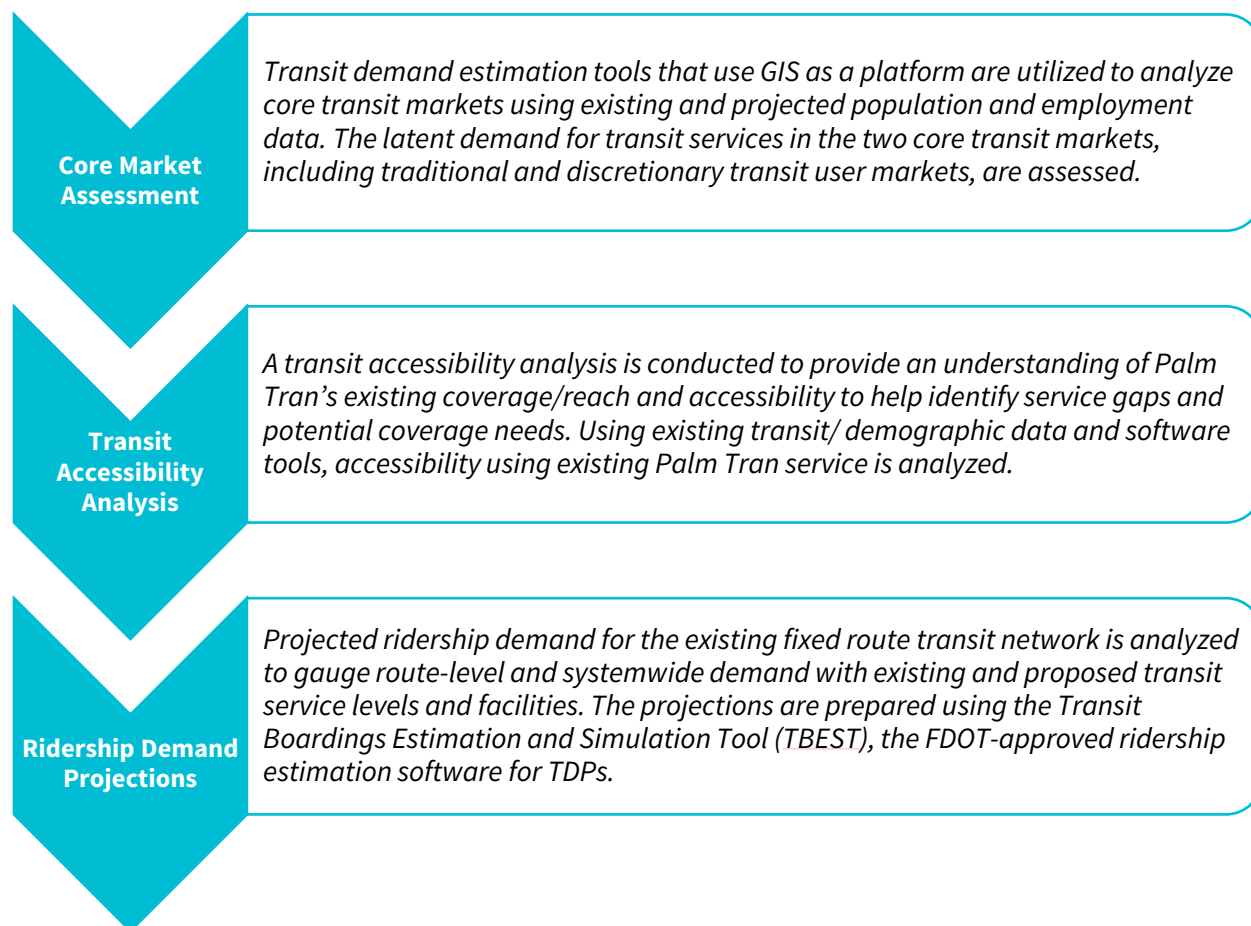 Core Market
Assessment
Transit demand estimation tools that use GIS as a platform are utilized to analyze
core transit markets using existing and projected population and employment
data. The latent demand for transit services in the two core transit markets,
including traditional and discretionary transit user markets, are assessed.
Transit
Accessibility
Analysis
A transit accessibility analysis is conducted to provide an understanding of Palm
Tran’s existing coverage/reach and accessibility to help identify service gaps and
potential coverage needs. Using existing transit/ demographic data and software
tools, accessibility using existing Palm Tran service is analyzed.
Ridership Demand
Projections
Projected ridership demand for the existing fixed route transit network is analyzed
to gauge route-level and systemwide demand with existing and proposed transit
service levels and facilities. The projections are prepared using the Transit
Boardings Estimation and Simulation Tool (TBEST), the FDOT-approved ridership
estimation software for TDPs.